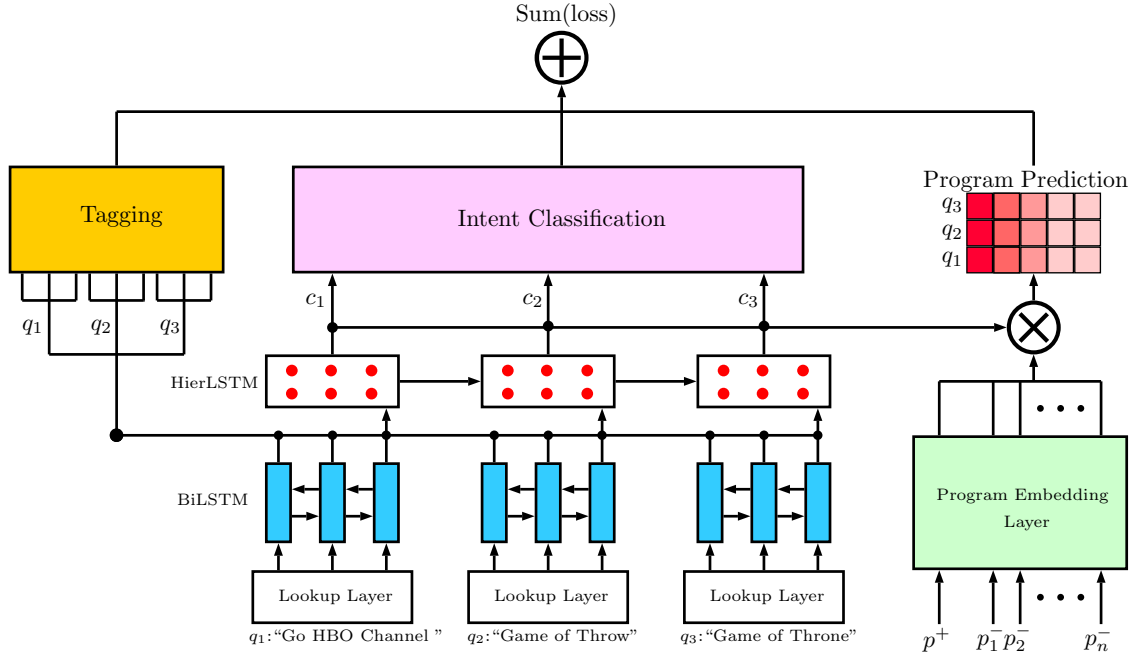 Sum(loss)
Tagging
Intent Classification
Program Prediction
q3
q2
q1
q1 q2 q3
c1 c2 c3
HierLSTM
BiLSTM
Program Embedding
Layer
Lookup Layer Lookup Layer Lookup Layer
q1:“Go HBO Channel ” q2:“Game of Throw” q3:“Game of Throne”
p+ p1− p2− pn−